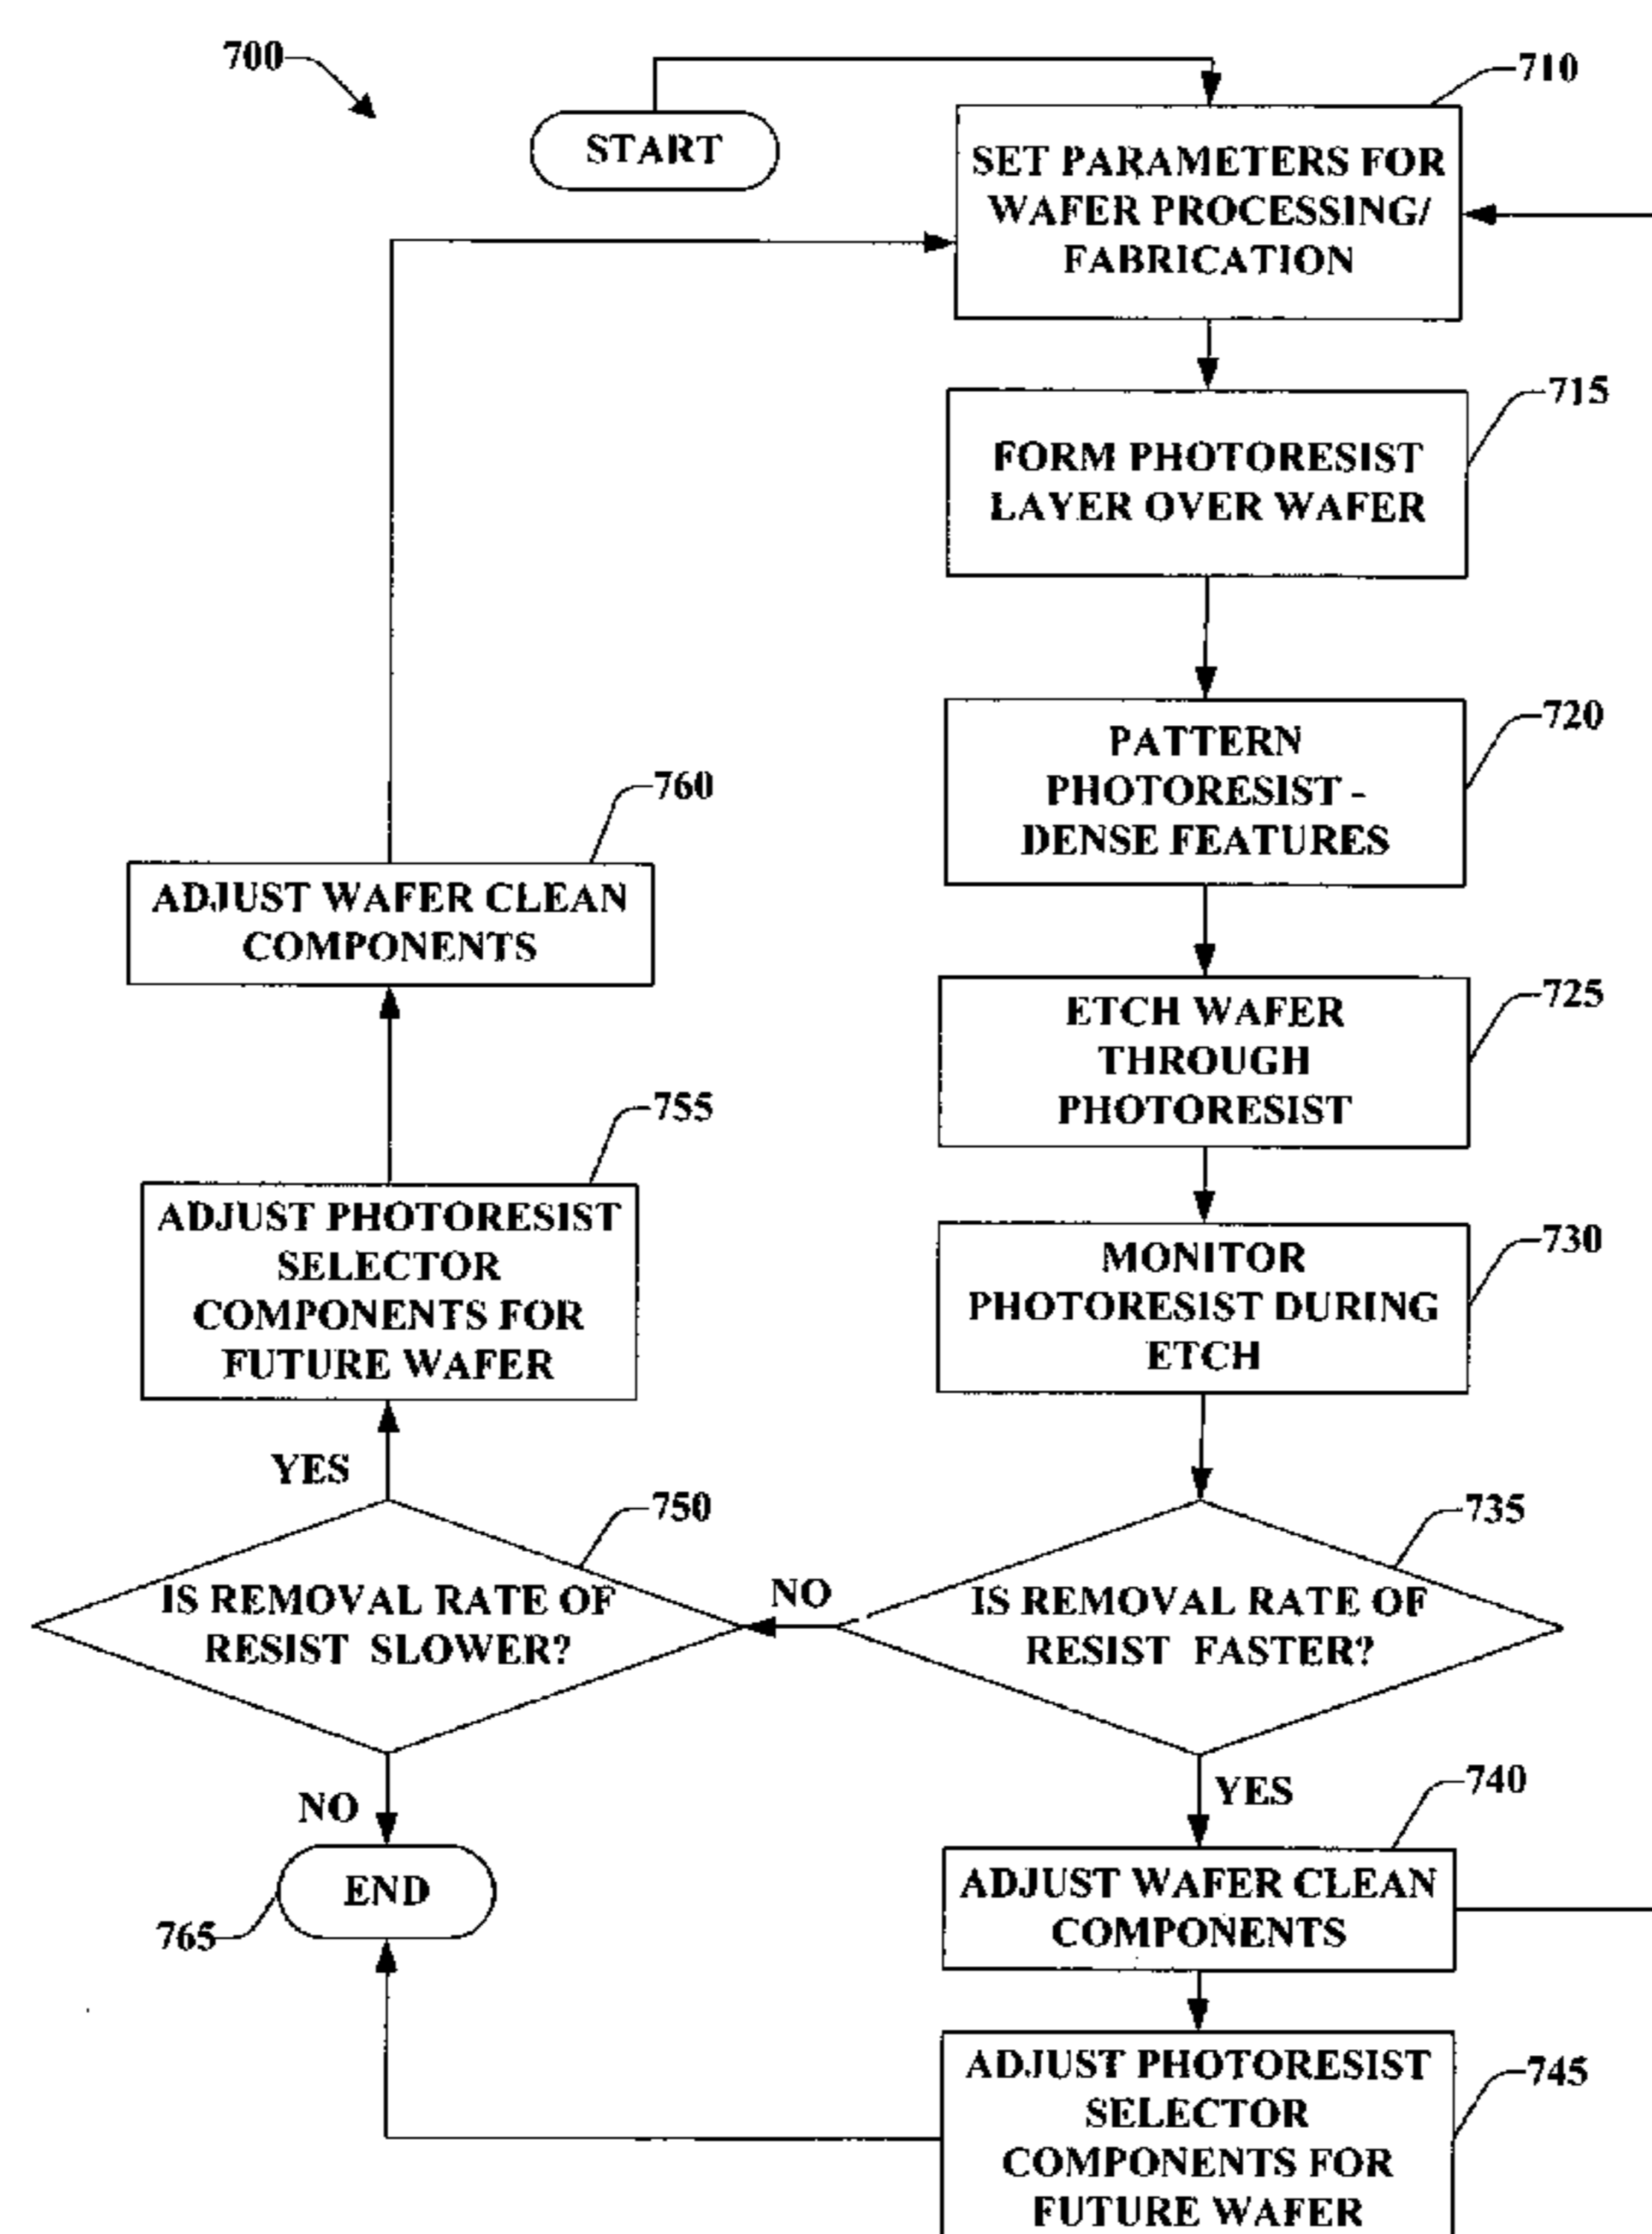 700
START
710
SET PARAMETERS FOR
WAFER PROCESSING/
FABRICATION
715
FORM PHOTORESIST
LAYER OVER WAFER
720
PATTERN
PHOTORESIST -
DENSE FEATURES
725
ETCH WAFER
THROUGH
PHOTORESIST
730
MONITOR
PHOTORESIST DURING
ETCH
735
IS REMOVAL RATE OF
RESIST FASTER?
NO
YES
740
ADJUST WAFER CLEAN
COMPONENTS
745
ADJUST PHOTORESIST
SELECTOR
COMPONENTS FOR
FUTURE WAFER
750
IS REMOVAL RATE OF
RESIST SLOWER?
YES
755
ADJUST PHOTORESIST
SELECTOR
COMPONENTS FOR
FUTURE WAFER
760
ADJUST WAFER CLEAN
COMPONENTS
NO
END
765